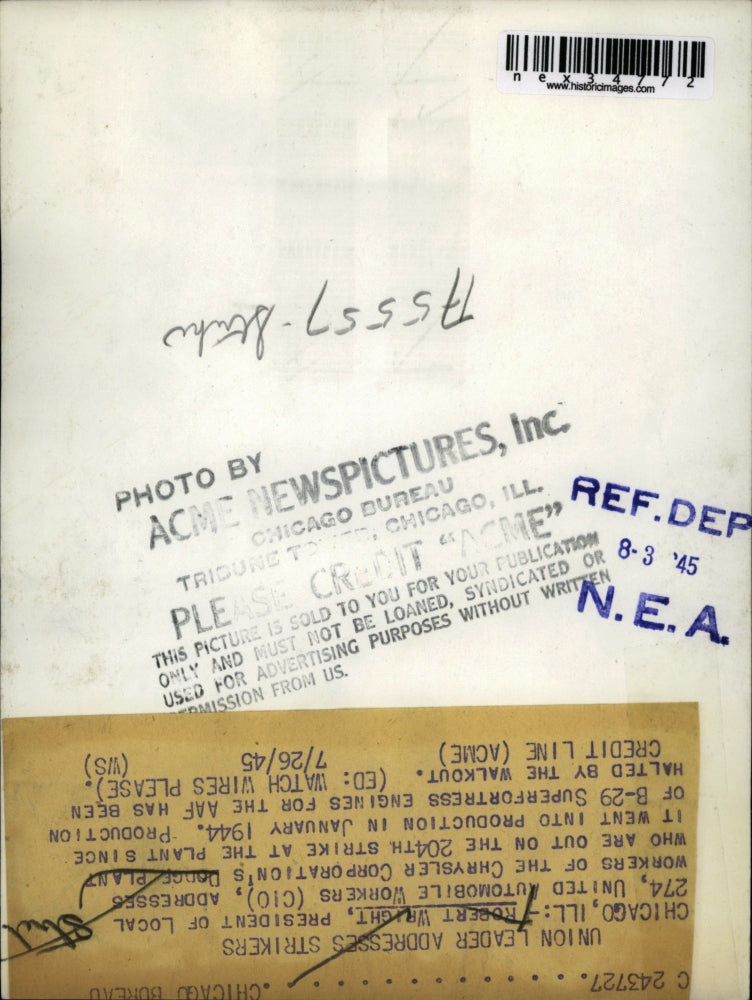 nex34772
www.historicimages.com
75557-Strike
PHOTO BY
ACME NEWSPICTURES, Inc.
CHICAGO BUREAU
TRIBUNE TOWER, CHICAGO, ILL.
PLEASE CREDIT "ACME"
THIS PICTURE IS SOLD TO YOU FOR YOUR PUBLICATION
ONLY AND MUST NOT BE LOANED, SYNDICATED OR
USED FOR ADVERTISING PURPOSES WITHOUT WRITTEN
PERMISSION FROM US.
REF. DEP
8-3 '45
N.E.A.
C 243727. . . . . . . . . . . . . CHICAGO BUREAU
UNION LEADER ADDRESSES STRIKERS
CHICAGO, ILL:- ROBERT WRIGHT, PRESIDENT OF LOCAL
274, UNITED AUTOMOBILE WORKERS (CIO), ADDRESSES
WORKERS OF THE CHRYSLER CORPORATION'S DODGE PLANT
WHO ARE OUT ON THE 204TH STRIKE AT THE PLANT SINCE
IT WENT INTO PRODUCTION IN JANUARY 1944. PRODUCTION
OF B-29 SUPERFORTRESS ENGINES FOR THE AAF HAS BEEN
HALTED BY THE WALKOUT. (ED: WATCH WIRES PLEASE).
CREDIT LINE (ACME) 7/26/45 (WS)